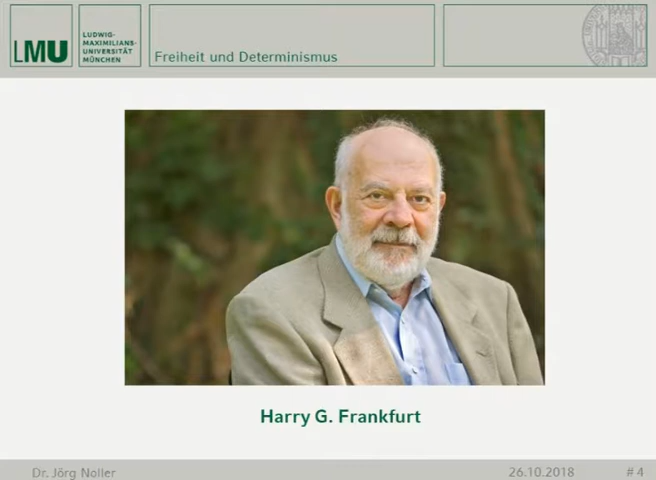 LMU
LUDWIG-
MAXIMILIANS-
UNIVERSITÄT
MÜNCHEN
Freiheit und Determinismus
Harry G. Frankfurt
Dr. Jörg Noller
26.10.2018
# 4